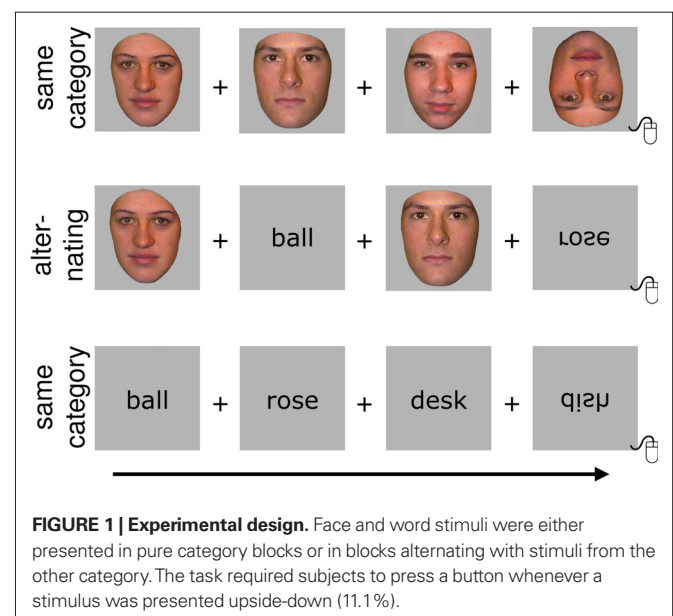 same
category
+ + +
alter-
nating
+ ball + + rose
same
category
ball + rose + desk + dish
FIGURE 1 | Experimental design. Face and word stimuli were either
presented in pure category blocks or in blocks alternating with stimuli from the
other category. The task required subjects to press a button whenever a
stimulus was presented upside-down (11.1%).